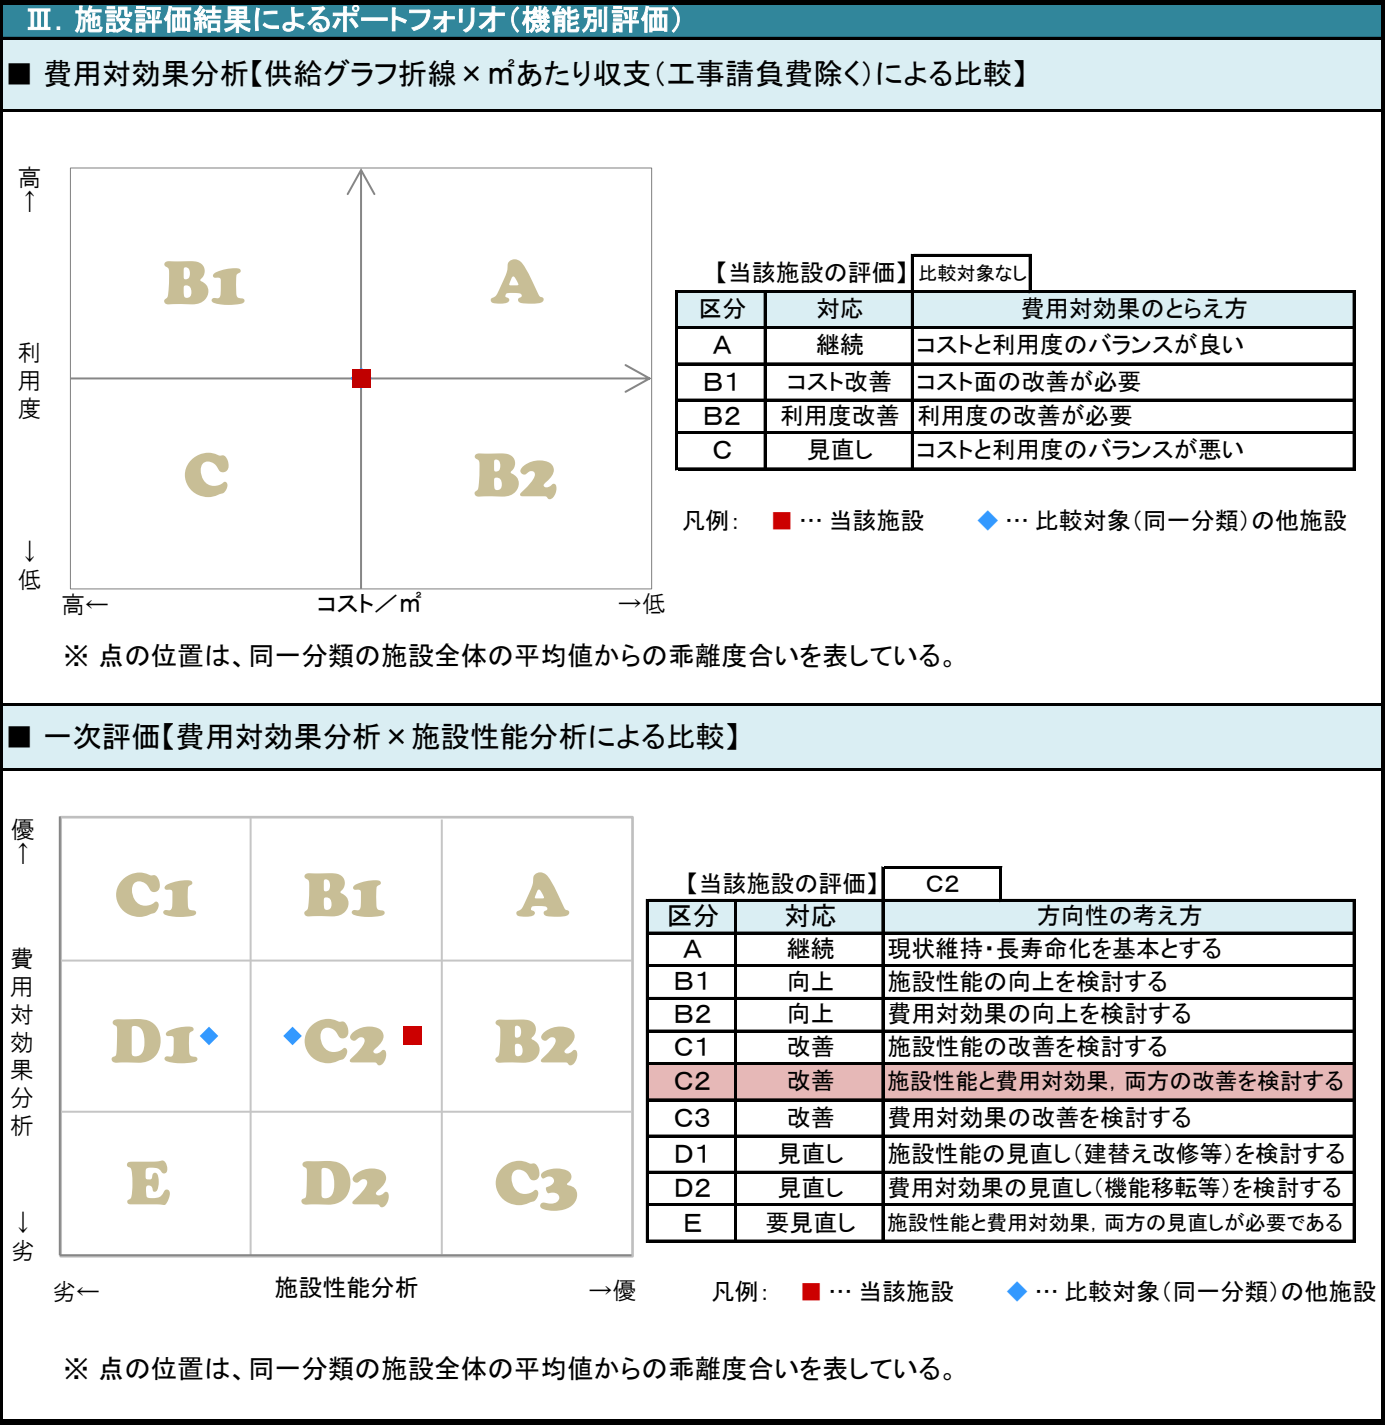 Ⅲ．施設評価結果によるポートフォリオ（機能別評価）
■ 費用対効果分析【供給グラフ折線×㎡あたり収支（工事請負費除く）による比較】
高↑
利用度
↓低
B1
A
C
B2
高←
コスト／㎡
→低
【当該施設の評価】 比較対象なし
区分 対応 費用対効果のとらえ方
A 継続 コストと利用度のバランスが良い
B1 コスト改善 コスト面の改善が必要
B2 利用度改善 利用度の改善が必要
C 見直し コストと利用度のバランスが悪い
凡例： ■ … 当該施設 ◆ … 比較対象（同一分類）の他施設
※ 点の位置は、同一分類の施設全体の平均値からの乖離度合いを表している。
■ 一次評価【費用対効果分析×施設性能分析による比較】
優↑
費用対効果分析
↓劣
C1
B1
A
D1
C2
B2
E
D2
C3
劣←
施設性能分析
→優
【当該施設の評価】 C2
区分 対応 方向性の考え方
A 継続 現状維持・長寿命化を基本とする
B1 向上 施設性能の向上を検討する
B2 向上 費用対効果の向上を検討する
C1 改善 施設性能の改善を検討する
C2 改善 施設性能と費用対効果，両方の改善を検討する
C3 改善 費用対効果の改善を検討する
D1 見直し 施設性能の見直し（建替え改修等）を検討する
D2 見直し 費用対効果の見直し（機能移転等）を検討する
E 要見直し 施設性能と費用対効果，両方の見直しが必要である
凡例： ■ … 当該施設 ◆ … 比較対象（同一分類）の他施設
※ 点の位置は、同一分類の施設全体の平均値からの乖離度合いを表している。